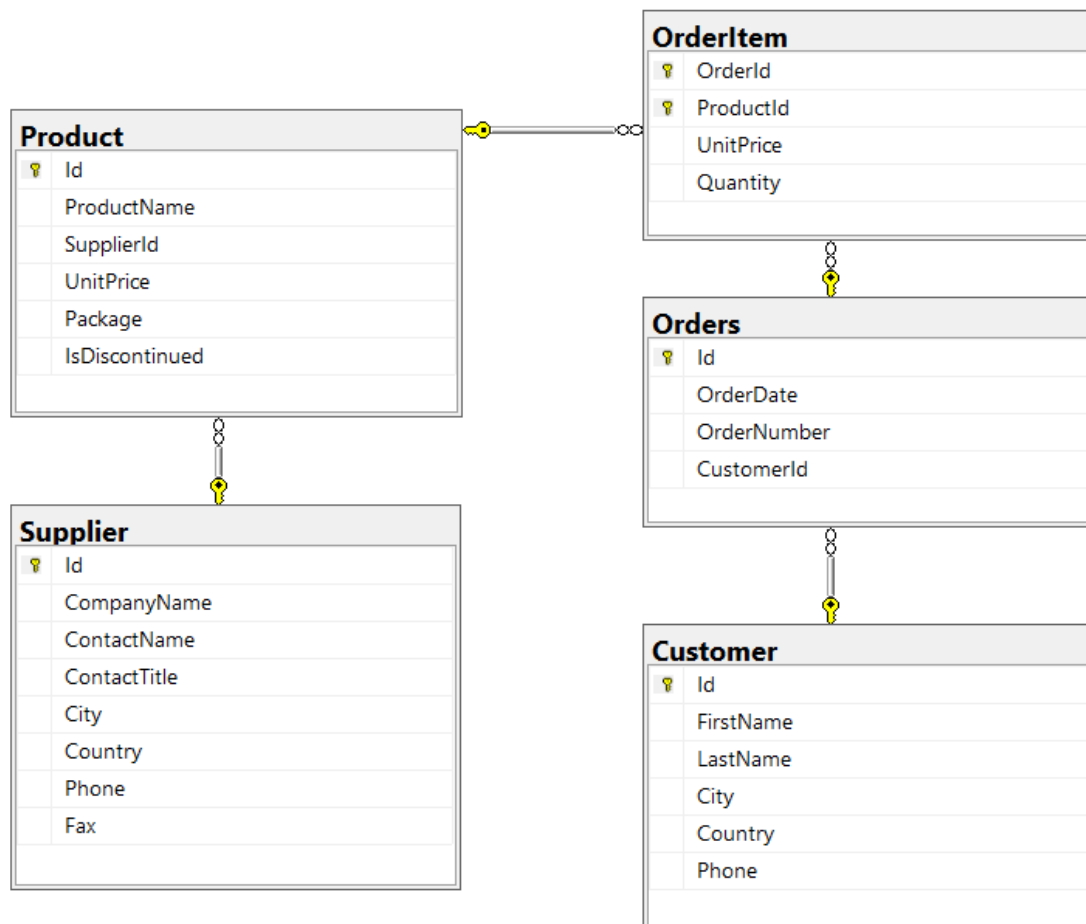 Product
Id
ProductName
SupplierId
UnitPrice
Package
IsDiscontinued
Supplier
Id
CompanyName
ContactName
ContactTitle
City
Country
Phone
Fax
OrderItem
OrderId
ProductId
UnitPrice
Quantity
Orders
Id
OrderDate
OrderNumber
CustomerId
Customer
Id
FirstName
LastName
City
Country
Phone